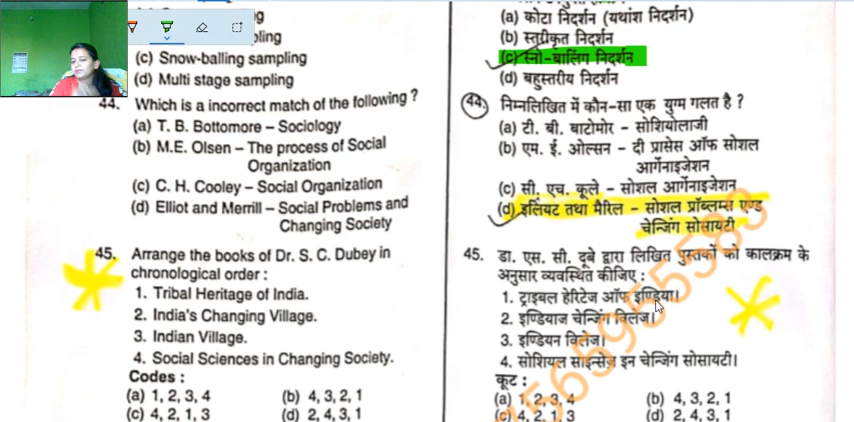 (c) Snow-balling sampling
(d) Multi stage sampling
44. Which is a incorrect match of the following ?
(a) T. B. Bottomore – Sociology
(b) M.E. Olsen – The process of Social
Organization
(c) C. H. Cooley – Social Organization
(d) Elliot and Merrill – Social Problems and
Changing Society
45. Arrange the books of Dr. S. C. Dubey in
chronological order :
1. Tribal Heritage of India.
2. India's Changing Village.
3. Indian Village.
4. Social Sciences in Changing Society.
Codes :
(a) 1, 2, 3, 4 (b) 4, 3, 2, 1
(c) 4, 2, 1, 3 (d) 2, 4, 3, 1
(a) कोटा निदर्शन (यथांश निदर्शन)
(b) स्तरीकृत निदर्शन
(c) स्नो-बालिंग निदर्शन
(d) बहुस्तरीय निदर्शन
44. निम्नलिखित में कौन-सा एक युग्म गलत है ?
(a) टी. बी. बाटोमोर – सोशियोलाजी
(b) एम. ई. ओल्सन – दी प्रासेस ऑफ सोशल
आर्गेनाइजेशन
(c) सी. एच. कूले – सोशल आर्गेनाइजेशन
(d) इलियट तथा मैरिल – सोशल प्रॉब्लम्स एण्ड
चेन्जिंग सोसायटी
45. डा. एस. सी. दूबे द्वारा लिखित पुस्तकों को कालक्रम के
अनुसार व्यवस्थित कीजिए :
1. ट्राइबल हेरिटेज ऑफ इण्डिया।
2. इण्डियाज चेन्जिंग विलेज।
3. इण्डियन विलेज।
4. सोशियल साइन्सेज़ इन चेन्जिंग सोसायटी।
कूट :
(a) 1, 2, 3, 4 (b) 4, 3, 2, 1
(c) 4, 2, 1, 3 (d) 2, 4, 3, 1